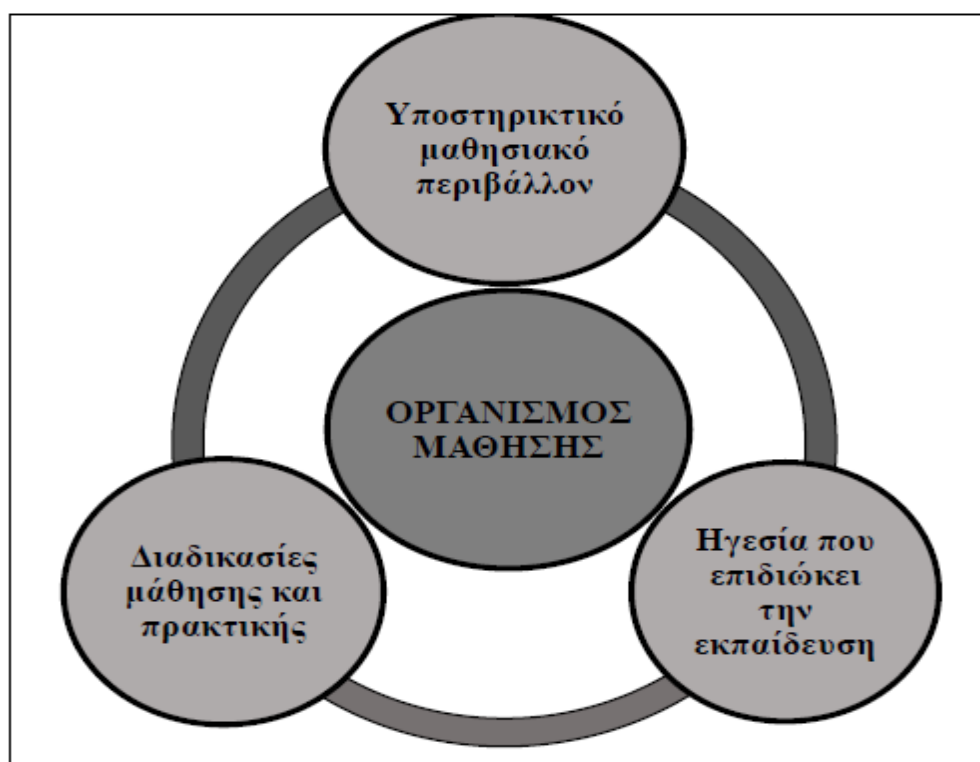 Υποστηρικτικό
μαθησιακό
περιβάλλον
ΟΡΓΑΝΙΣΜΟΣ
ΜΑΘΗΣΗΣ
Διαδικασίες
μάθησης και
πρακτικής
Ηγεσία που
επιδιώκει
την
εκπαίδευση